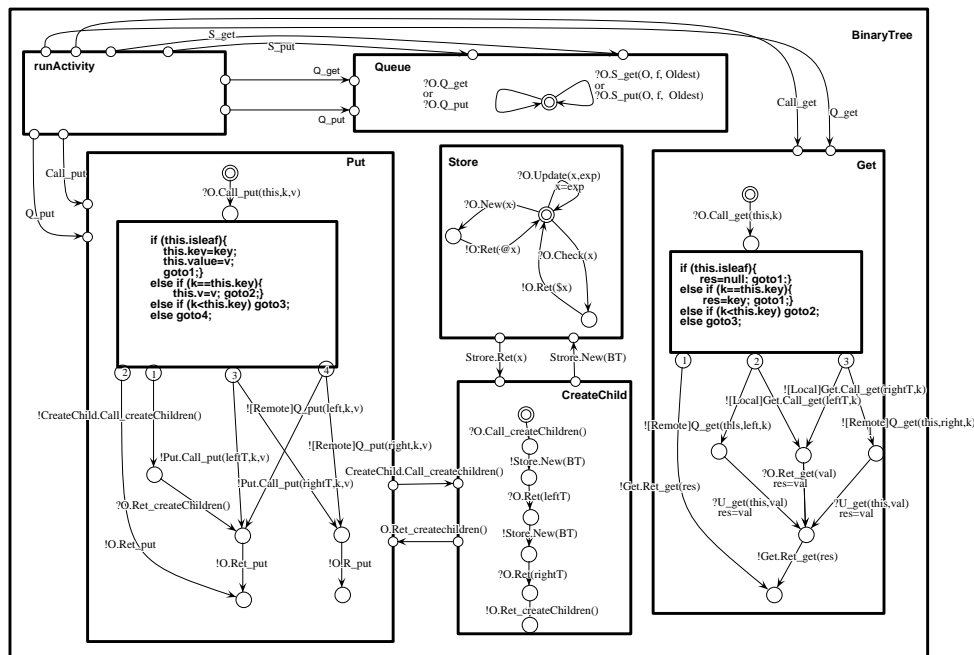 BinaryTree
S_get
S_put
runActivity
Queue
Q_get
Q_put
?O.Q_get
or
?O.Q_put
?O.S_get(O, f, Oldest)
or
?O.S_put(O, f, Oldest)
Call_get
Q_get
Call_put
Q_put
Put
?O.Call_put(this,k,v)
if (this.isleaf){
this.key=key;
this.value=v;
goto1;}
else if (k==this.key){
this.v=v; goto2;}
else if (k<this.key) goto3;
else goto4;
2
1
3
4
!CreateChild.Call_createChildren()
![Remote]Q_put(left,k,v)
![Remote]Q_put(right,k,v)
!Put.Call_put(leftT,k,v)
!Put.Call_put(rightT,k,v)
?O.Ret_createChildren()
!O.Ret_put
!O.Ret_put
!O.R_put
Store
?O.Update(x,exp)
x=exp
?O.New(x)
!O.Ret(@x)
?O.Check(x)
!O.Ret($x)
Strore.Ret(x)
Strore.New(BT)
CreateChild
?O.Call_createChildren()
!Store.New(BT)
?O.Ret(leftT)
!Store.New(BT)
?O.Ret(rightT)
!O.Ret_createChildren()
CreateChild.Call_createchildren()
O.Ret_createchildren()
Get
?O.Call_get(this,k)
if (this.isleaf){
res=null; goto1:}
else if (k==this.key){
res=key; goto1;}
else if (k<this.key) goto2;
else goto3;
1
2
3
![Local]Get.Call_get(rightT,k)
![Local]Get.Call_get(leftT,k)
![Remote]Q_get(this,left,k)
![Remote]Q_get(this,right,k)
?O.Ret_get(val)
res=val
!Get.Ret_get(res)
?U_get(this,val)
res=val
?U_get(this,val)
res=val
!Get.Ret_get(res)